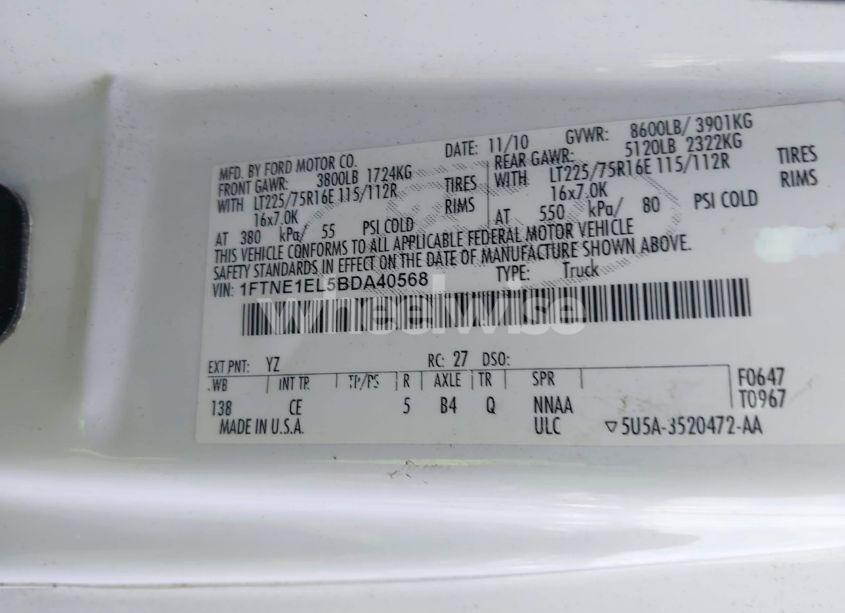 MFD. BY FORD MOTOR CO. DATE: 11/10 GVWR: 8600LB/ 3901KG
FRONT GAWR: 3800LB 1724KG REAR GAWR: 5120LB 2322KG
WITH LT225/75R16E 115/112R TIRES WITH LT225/75R16E 115/112R TIRES
16x7.0K RIMS 16x7.0K RIMS
AT 380 kPa/ 55 PSI COLD AT 550 kPa/ 80 PSI COLD
THIS VEHICLE CONFORMS TO ALL APPLICABLE FEDERAL MOTOR VEHICLE
SAFETY STANDARDS IN EFFECT ON THE DATE OF MANUFACTURE SHOWN ABOVE.
VIN: 1FTNE1EL5BDA40568 TYPE: Truck
wheelwise
EXT PNT: YZ RC: 27 DSO:
WB INT TR TP/PS R AXLE TR SPR F0647
138 CE 5 B4 Q NNAA T0967
MADE IN U.S.A. ULC ▽5U5A-3520472-AA